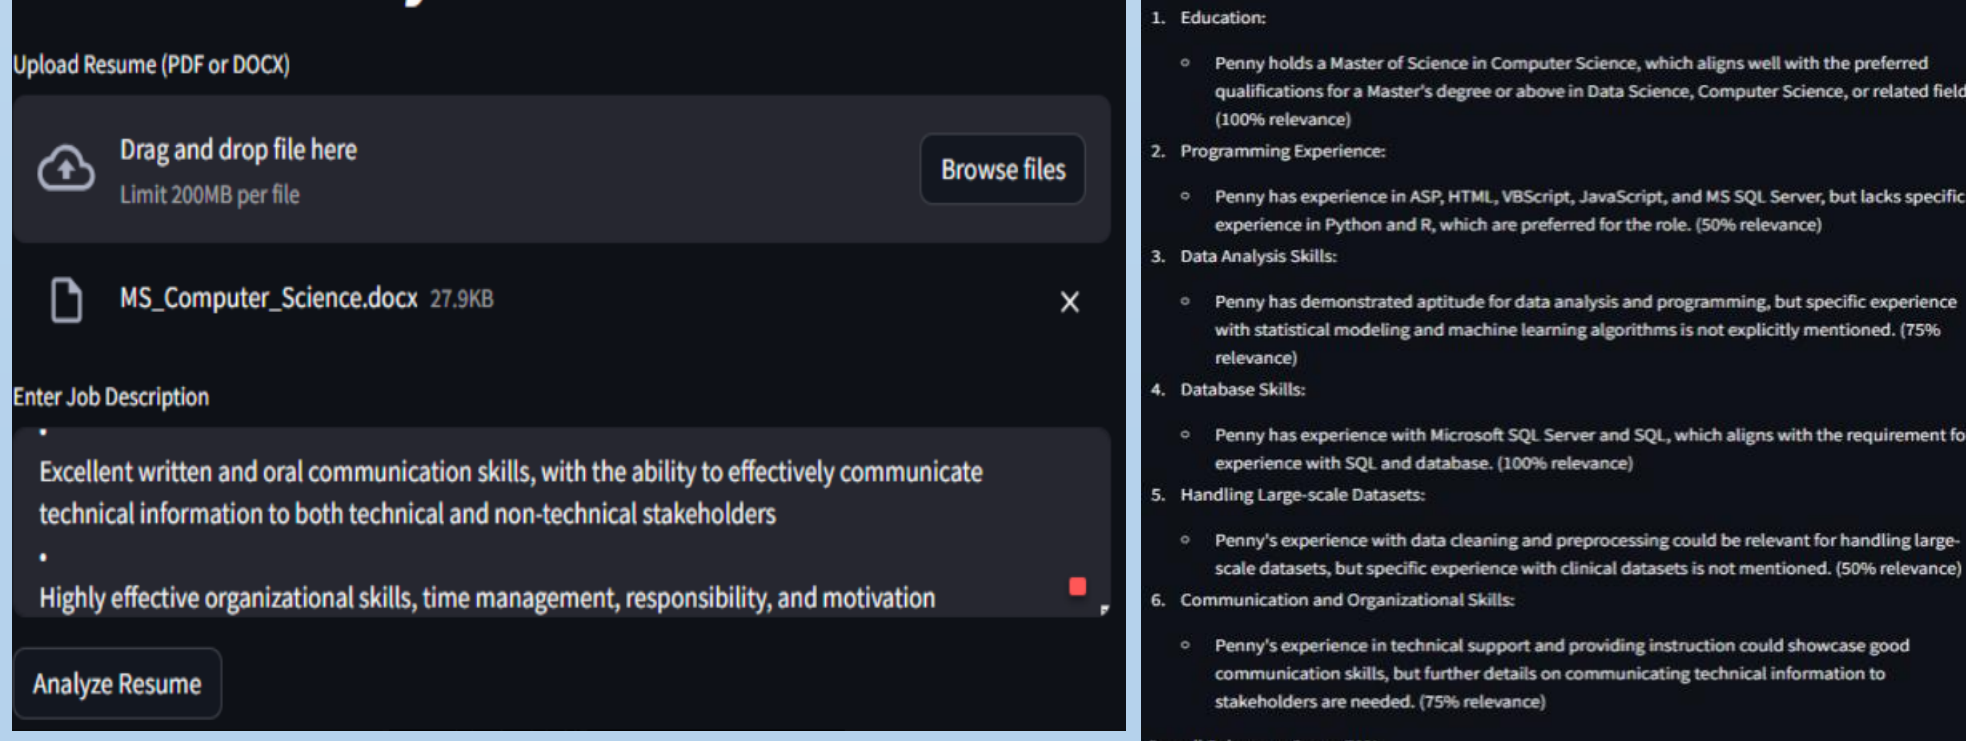 Upload Resume (PDF or DOCX)
Drag and drop file here
Limit 200MB per file
Browse files
MS_Computer_Science.docx 27.9KB
Enter Job Description
•
Excellent written and oral communication skills, with the ability to effectively communicate
technical information to both technical and non-technical stakeholders
•
Highly effective organizational skills, time management, responsibility, and motivation
Analyze Resume
1. Education:
Penny holds a Master of Science in Computer Science, which aligns well with the preferred
qualifications for a Master's degree or above in Data Science, Computer Science, or related field
(100% relevance)
2. Programming Experience:
Penny has experience in ASP, HTML, VBScript, JavaScript, and MS SQL Server, but lacks specific
experience in Python and R, which are preferred for the role. (50% relevance)
3. Data Analysis Skills:
Penny has demonstrated aptitude for data analysis and programming, but specific experience
with statistical modeling and machine learning algorithms is not explicitly mentioned. (75%
relevance)
4. Database Skills:
Penny has experience with Microsoft SQL Server and SQL, which aligns with the requirement fo
experience with SQL and database. (100% relevance)
5. Handling Large-scale Datasets:
Penny's experience with data cleaning and preprocessing could be relevant for handling large-
scale datasets, but specific experience with clinical datasets is not mentioned. (50% relevance)
6. Communication and Organizational Skills:
Penny's experience in technical support and providing instruction could showcase good
communication skills, but further details on communicating technical information to
stakeholders are needed. (75% relevance)